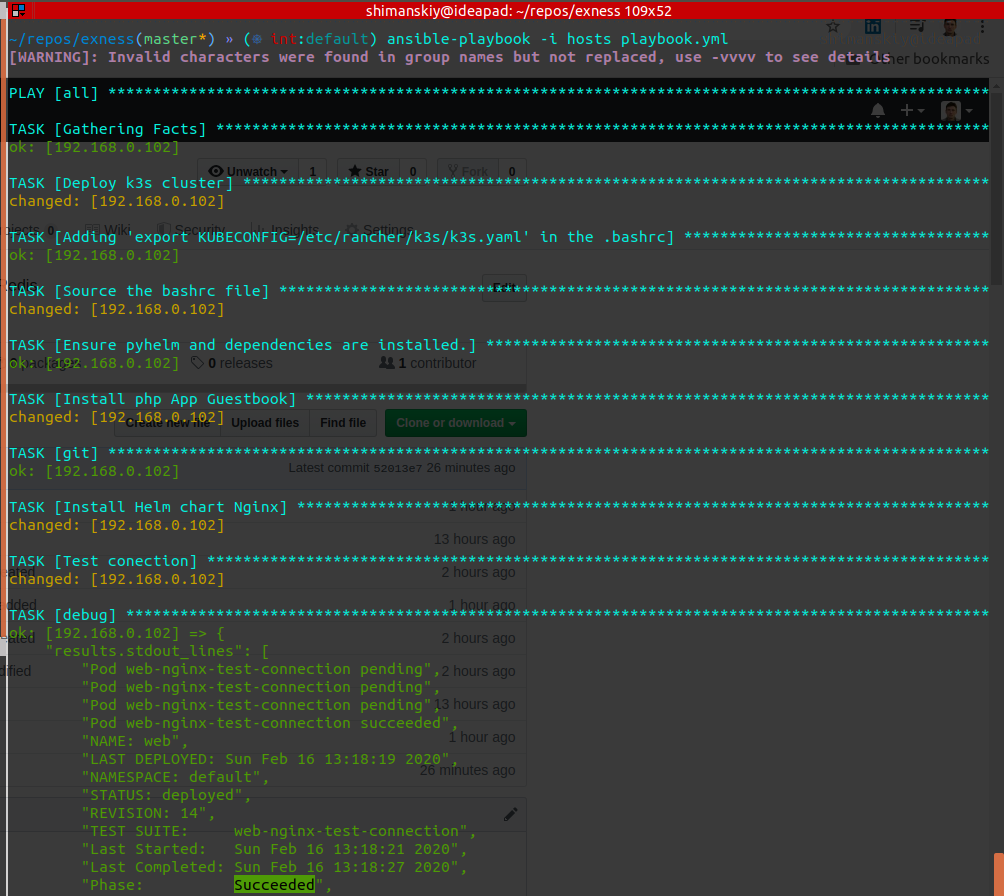 shimanskiy@ideapad: ~/repos/exness 109x52
~/repos/exness(master*) » (⎈ tnt:default) ansible-playbook -i hosts playbook.yml
[WARNING]: Invalid characters were found in group names but not replaced, use -vvvv to see details
Other bookmarks
PLAY [all] **************************************************************************************************
TASK [Gathering Facts] **************************************************************************************
ok: [192.168.0.102]
Unwatch 1 Star 0 Fork 0
TASK [Deploy k3s cluster] ***********************************************************************************
changed: [192.168.0.102]
0 Wiki Security Insights Settings
TASK [Adding 'export KUBECONFIG=/etc/rancher/k3s/k3s.yaml' in the .bashrc] **********************************
ok: [192.168.0.102]
Edit
TASK [Source the bashrc file] *******************************************************************************
changed: [192.168.0.102]
TASK [Ensure pyhelm and dependencies are installed.] ********************************************************
ok: [192.168.0.102]
0 releases 1 contributor
TASK [Install php App Guestbook] ****************************************************************************
changed: [192.168.0.102]
Create new file Upload files Find file Clone or download
TASK [git] **************************************************************************************************
ok: [192.168.0.102]
Latest commit 52013e7 26 minutes ago
TASK [Install Helm chart Nginx] *****************************************************************************
1 hour ago
changed: [192.168.0.102]
13 hours ago
TASK [Test conection] ***************************************************************************************
2 hours ago
changed: [192.168.0.102]
1 hour ago
TASK [debug] ************************************************************************************************
ok: [192.168.0.102] => {
2 hours ago
"results.stdout_lines": [
"Pod web-nginx-test-connection pending",
2 hours ago
"Pod web-nginx-test-connection pending",
"Pod web-nginx-test-connection pending",
13 hours ago
"Pod web-nginx-test-connection succeeded",
"NAME: web",
1 hour ago
"LAST DEPLOYED: Sun Feb 16 13:18:19 2020",
26 minutes ago
"NAMESPACE: default",
"STATUS: deployed",
"REVISION: 14",
"TEST SUITE:     web-nginx-test-connection",
"Last Started:   Sun Feb 16 13:18:21 2020",
"Last Completed: Sun Feb 16 13:18:27 2020",
"Phase:          Succeeded",